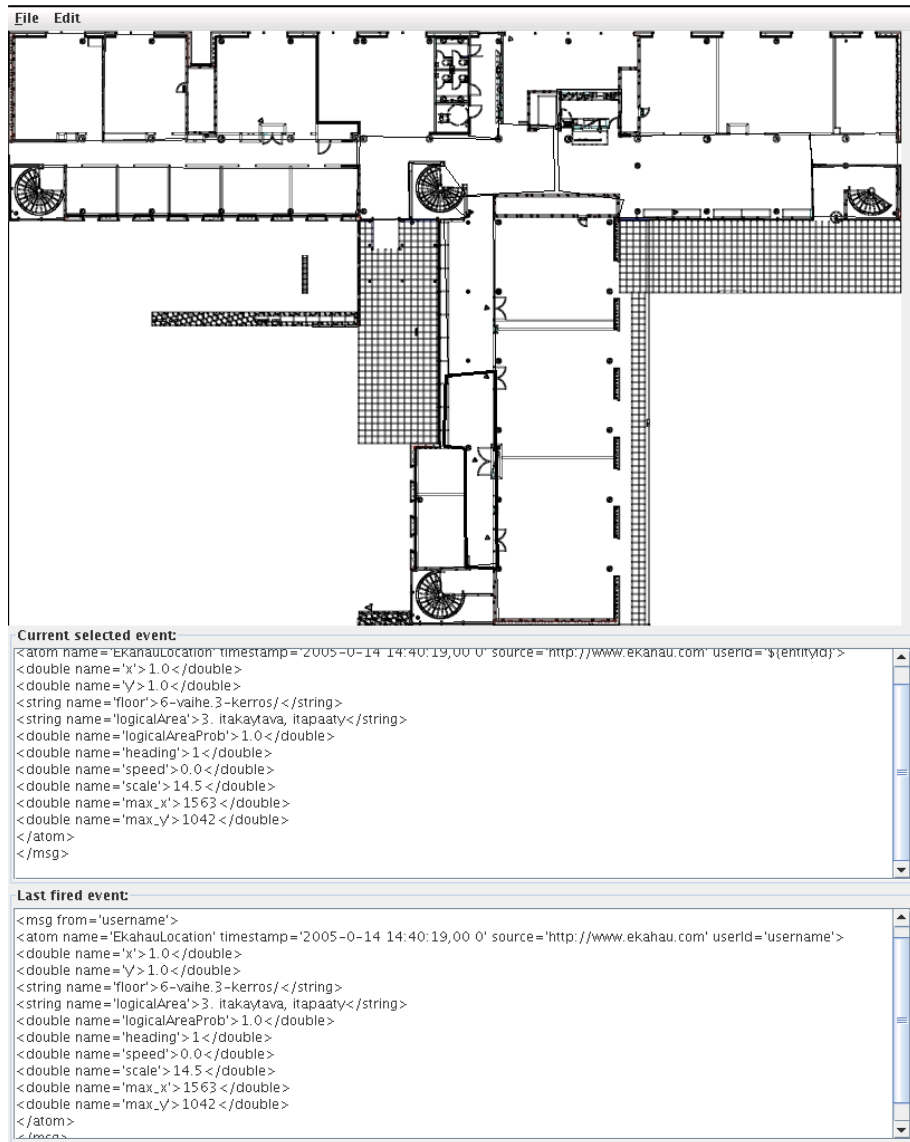 File Edit
Current selected event:
<atom name='EkahauLocation' timestamp='2005-0-14 14:40:19,00 0' source='http://www.ekahau.com' userId='${entityId}'>
<double name='x'>1.0</double>
<double name='y'>1.0</double>
<string name='floor'>6-vaihe.3-kerros/</string>
<string name='logicalArea'>3. itakaytava, itapaaty</string>
<double name='logicalAreaProb'>1.0</double>
<double name='heading'>1</double>
<double name='speed'>0.0</double>
<double name='scale'>14.5</double>
<double name='max_x'>1563</double>
<double name='max_y'>1042</double>
</atom>
</msg>
Last fired event:
<msg from='username'>
<atom name='EkahauLocation' timestamp='2005-0-14 14:40:19,00 0' source='http://www.ekahau.com' userId='username'>
<double name='x'>1.0</double>
<double name='y'>1.0</double>
<string name='floor'>6-vaihe.3-kerros/</string>
<string name='logicalArea'>3. itakaytava, itapaaty</string>
<double name='logicalAreaProb'>1.0</double>
<double name='heading'>1</double>
<double name='speed'>0.0</double>
<double name='scale'>14.5</double>
<double name='max_x'>1563</double>
<double name='max_y'>1042</double>
</atom>
</msg>